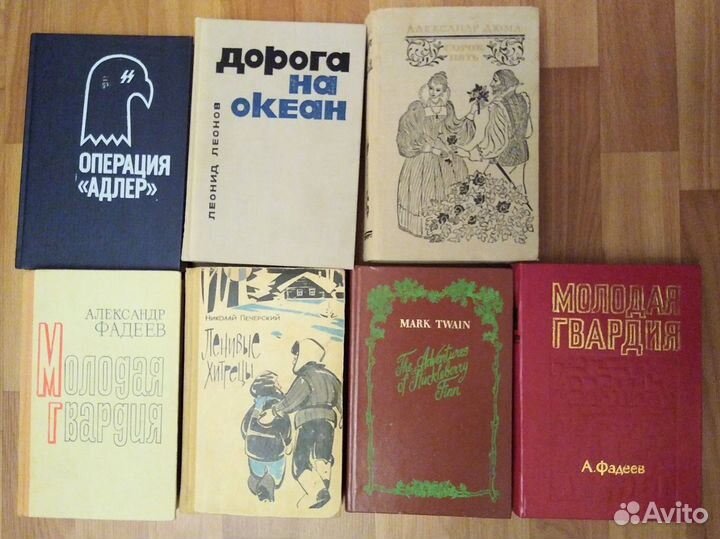 ОПЕРАЦИЯ
«АДЛЕР»
ЛЕОНИД ЛЕОНОВ
дорога
на
океан
АЛЕКСАНДР ДЮМА
СОРОК
ПЯТЬ
АЛЕКСАНДР
ФАДЕЕВ
Молодая
гвардия
НИКОЛАЙ ПЕЧЕРСКИЙ
Ленивые
хитрецы
MARK TWAIN
The Adventures
of Huckleberry
Finn
МОЛОДАЯ
ГВАРДИЯ
А.Фадеев
Avito